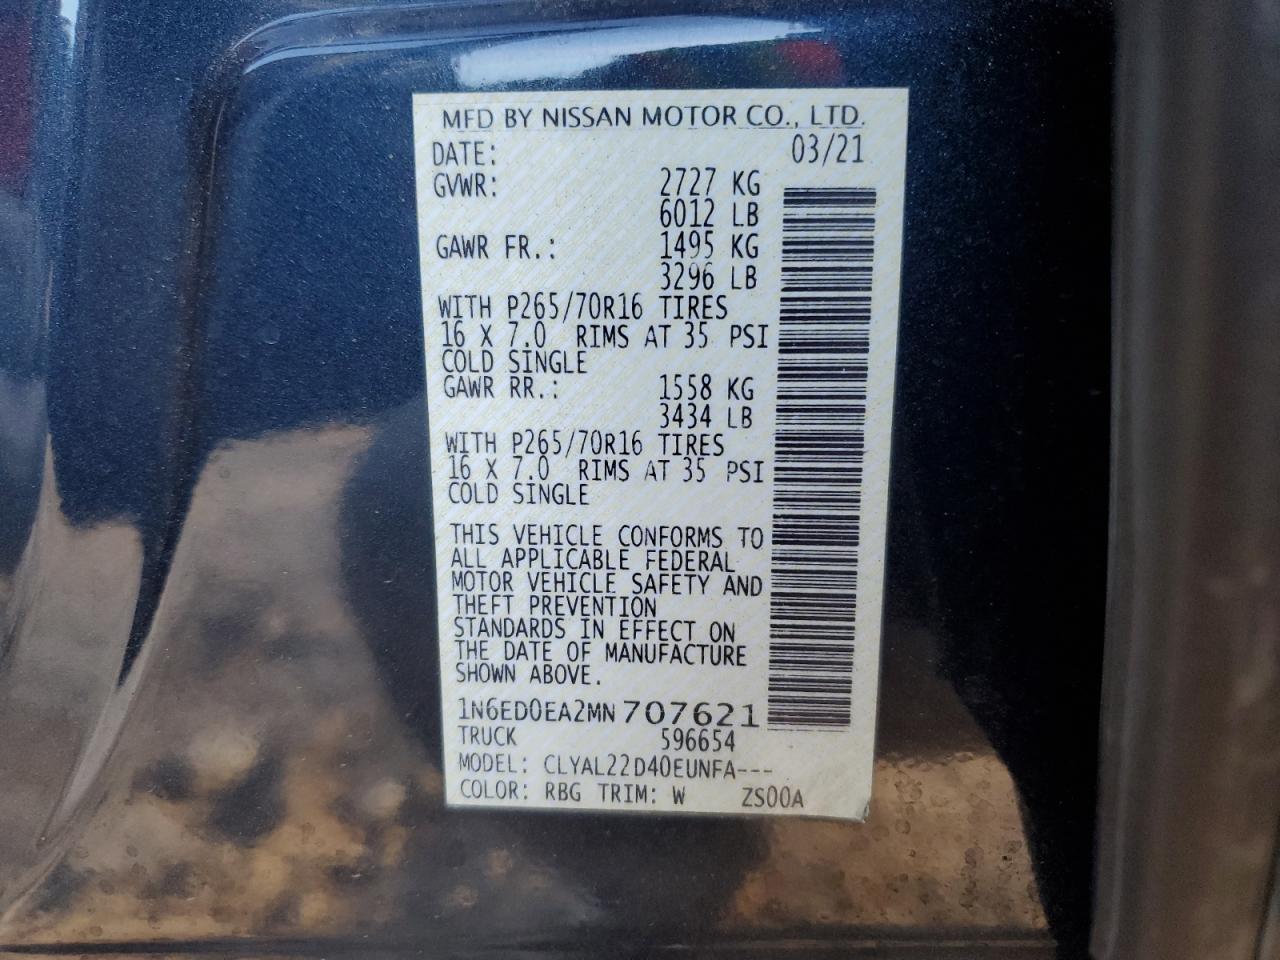 MFD BY NISSAN MOTOR CO., LTD.
DATE: 03/21
GVWR: 2727 KG
6012 LB
GAWR FR.: 1495 KG
3296 LB
WITH P265/70R16 TIRES
16 X 7.0 RIMS AT 35 PSI
COLD SINGLE
GAWR RR.: 1558 KG
3434 LB
WITH P265/70R16 TIRES
16 X 7.0 RIMS AT 35 PSI
COLD SINGLE
THIS VEHICLE CONFORMS TO
ALL APPLICABLE FEDERAL
MOTOR VEHICLE SAFETY AND
THEFT PREVENTION
STANDARDS IN EFFECT ON
THE DATE OF MANUFACTURE
SHOWN ABOVE.
1N6ED0EA2MN707621
TRUCK 596654
MODEL: CLYAL22D40EUNFA---
COLOR: RBG TRIM: W ZS00A